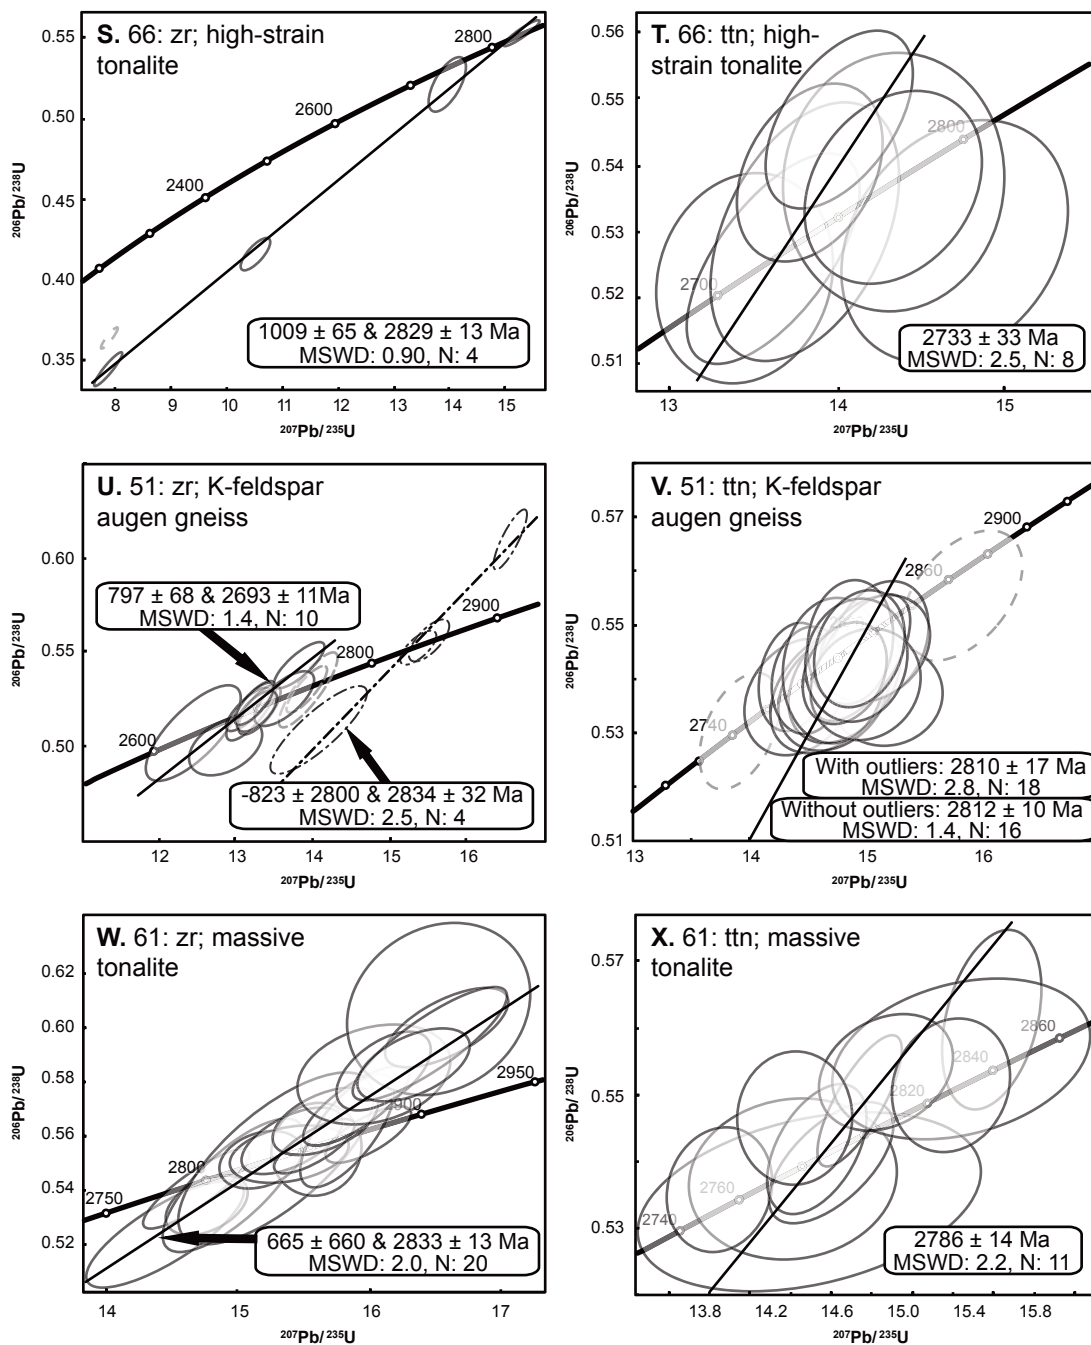 S. 66: zr; high-strain
tonalite
0.55
0.50
0.45
0.40
0.35
2400
2600
2800
1009 ± 65 & 2829 ± 13 Ma
MSWD: 0.90, N: 4
8 9 10 11 12 13 14 15
206Pb/238U
207Pb/235U
T. 66: ttn; high-
strain tonalite
0.56
0.55
0.54
0.53
0.52
0.51
2700
2800
2733 ± 33 Ma
MSWD: 2.5, N: 8
13 14 15
206Pb/238U
207Pb/235U
U. 51: zr; K-feldspar
augen gneiss
0.60
0.55
0.50
797 ± 68 & 2693 ± 11Ma
MSWD: 1.4, N: 10
2600
2800
2900
-823 ± 2800 & 2834 ± 32 Ma
MSWD: 2.5, N: 4
12 13 14 15 16
206Pb/238U
207Pb/235U
V. 51: ttn; K-feldspar
augen gneiss
0.57
0.55
0.53
0.51
2740
2860
2900
With outliers: 2810 ± 17 Ma
MSWD: 2.8, N: 18
Without outliers: 2812 ± 10 Ma
MSWD: 1.4, N: 16
13 14 15 16
206Pb/238U
207Pb/235U
W. 61: zr; massive
tonalite
0.62
0.60
0.58
0.56
0.54
0.52
2750
2800
2900
2950
665 ± 660 & 2833 ± 13 Ma
MSWD: 2.0, N: 20
14 15 16 17
206Pb/238U
207Pb/235U
X. 61: ttn; massive
tonalite
0.57
0.55
0.53
2740
2760
2820
2840
2860
2786 ± 14 Ma
MSWD: 2.2, N: 11
13.8 14.2 14.6 15.0 15.4 15.8
206Pb/238U
207Pb/235U